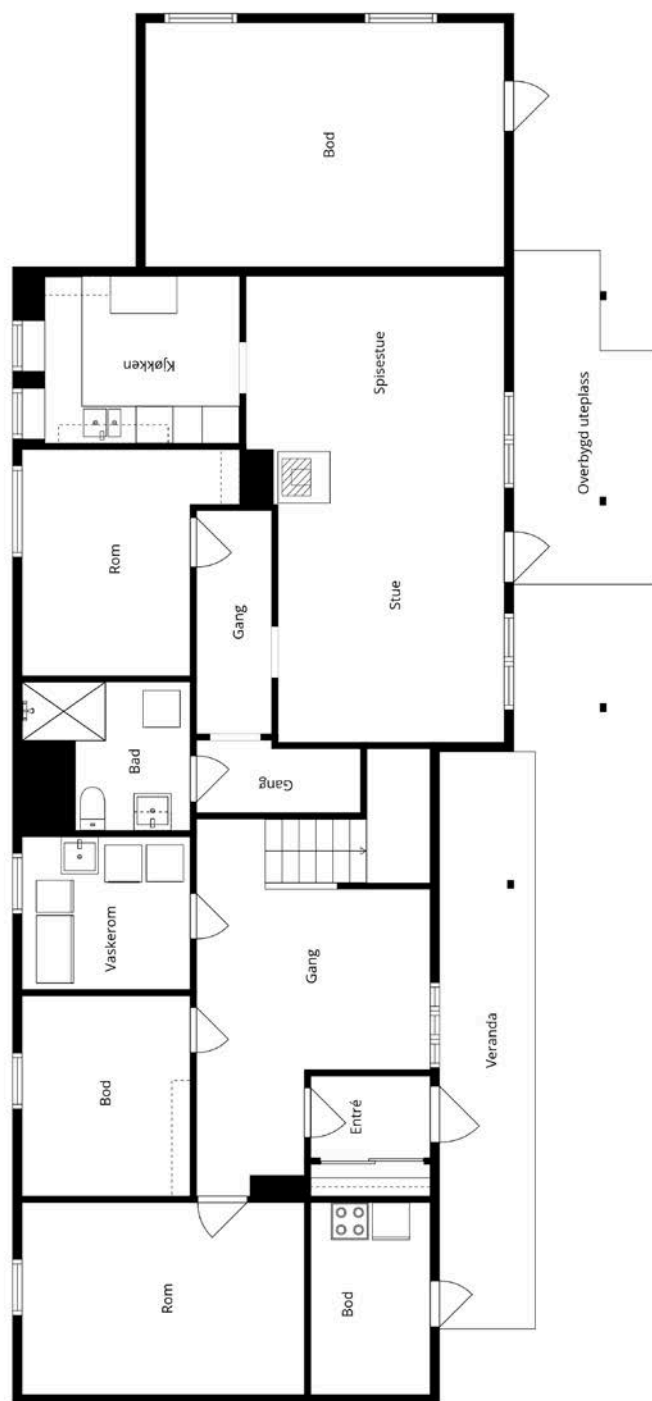 Bod
Kjøkken
Spisestue
Overbygd uteplass
Rom
Gang
Stue
Bad
Gang
Vaskerom
Gang
Veranda
Bod
Entré
Rom
Bod